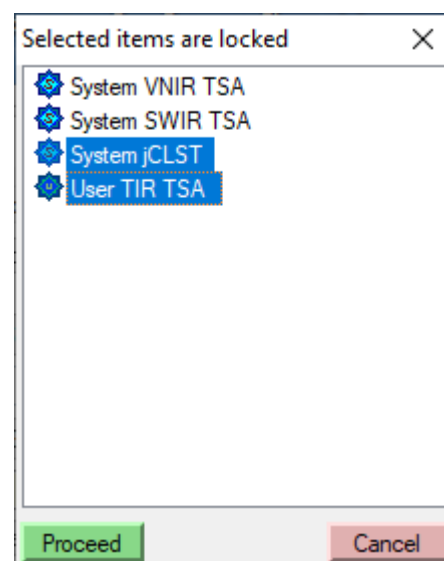 Selected items are locked
System VNIR TSA
System SWIR TSA
System jCLST
User TIR TSA
Proceed
Cancel